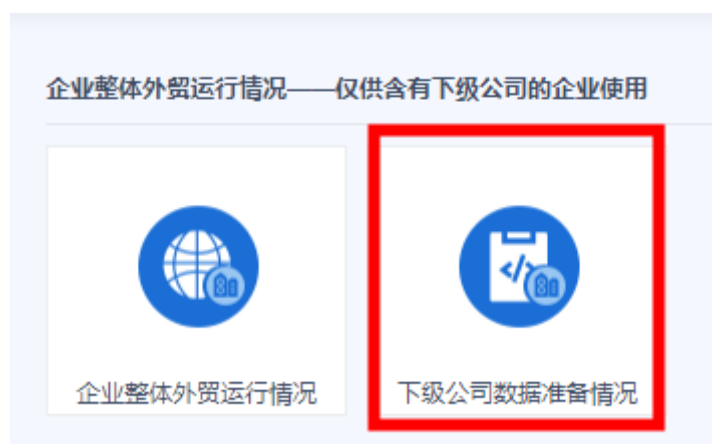 企业整体外贸运行情况——仅供含有下级公司的企业使用
企业整体外贸运行情况
下级公司数据准备情况